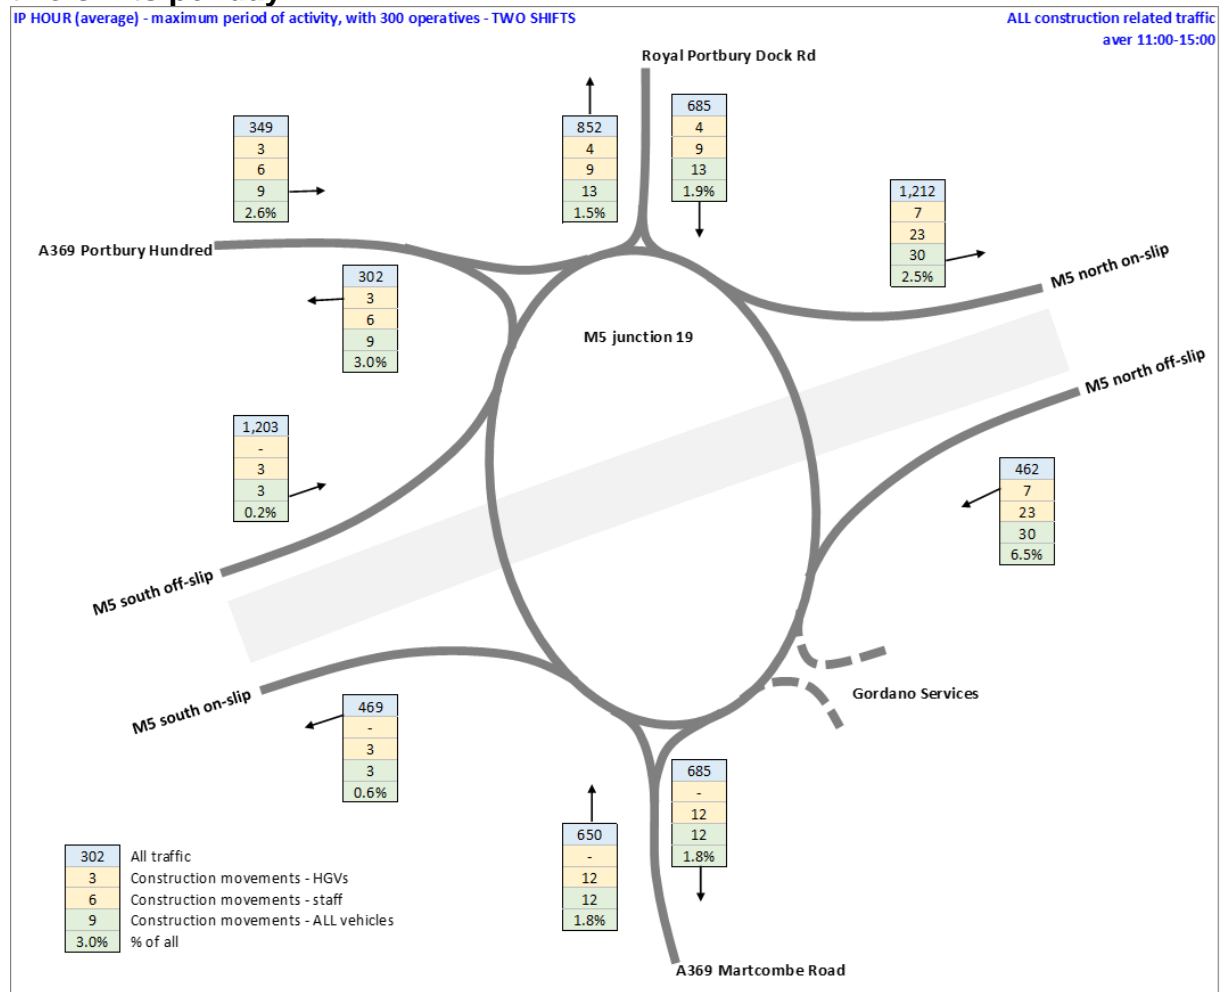 IP HOUR (average) - maximum period of activity, with 300 operatives - TWO SHIFTS
ALL construction related traffic
aver 11:00-15:00
Royal Portbury Dock Rd
349
3
6
9
2.6%
852
4
9
13
1.5%
685
4
9
13
1.9%
1,212
7
23
30
2.5%
A369 Portbury Hundred
302
3
6
9
3.0%
M5 north on-slip
M5 junction 19
M5 north off-slip
1,203
-
3
3
0.2%
462
7
23
30
6.5%
M5 south off-slip
M5 south on-slip
Gordano Services
469
-
3
3
0.6%
685
-
12
12
1.8%
650
-
12
12
1.8%
302 All traffic
3 Construction movements - HGVs
6 Construction movements - staff
9 Construction movements - ALL vehicles
3.0% % of all
A369 Martcombe Road